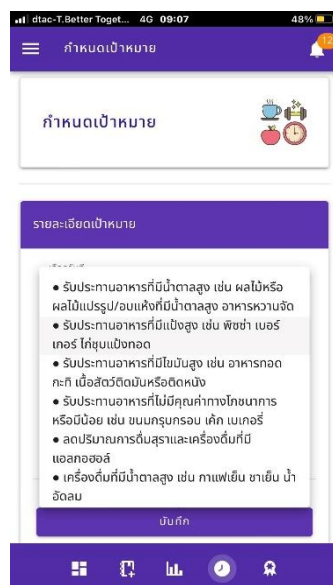 dtac-T.Better Toget... 4G 09:07 48%
กำหนดเป้าหมาย
12
กำหนดเป้าหมาย
รายละเอียดเป้าหมาย
● รับประทานอาหารที่มีน้ำตาลสูง เช่น ผลไม้หรือ
ผลไม้แปรรูป/อบแห้งที่มีน้ำตาลสูง อาหารหวานจัด
● รับประทานอาหารที่มีแป้งสูง เช่น พิซซ่า เบอร์
เกอร์ ไก่ชุบแป้งทอด
● รับประทานอาหารที่มีไขมันสูง เช่น อาหารทอด
กะทิ เนื้อสัตว์ติดมันหรือติดหนัง
● รับประทานอาหารที่ไม่มีคุณค่าทางโภชนาการ
หรือมีน้อย เช่น ขนมกรุบกรอบ เค้ก เบเกอรี่
● ลดปริมาณการดื่มสุราและเครื่องดื่มที่มี
แอลกอฮอล์
● เครื่องดื่มที่มีน้ำตาลสูง เช่น กาแฟเย็น ชาเย็น น้ำ
อัดลม
บันทึก